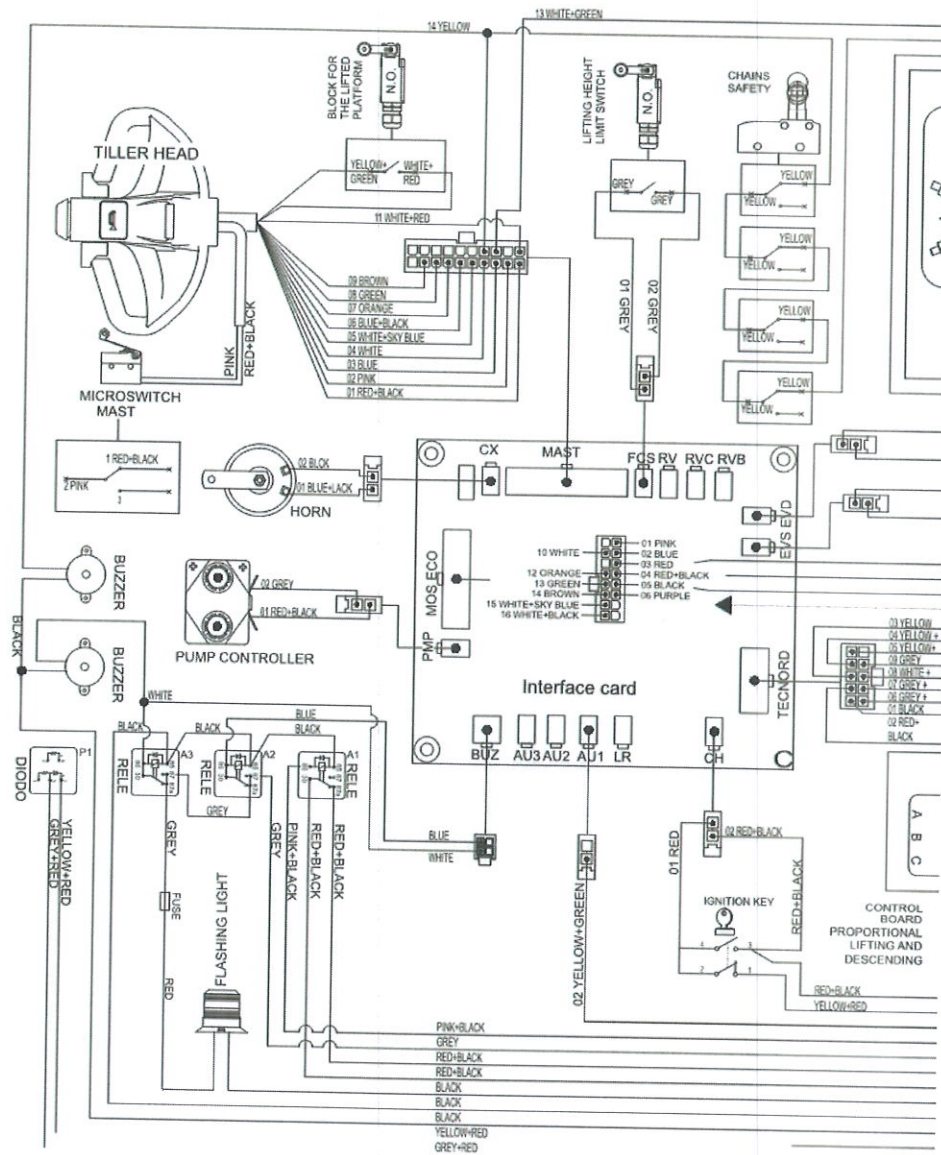 13 WHITE+GREEN
14 YELLOW
BLOCK FOR
THE LIFTED
PLATFORM
N.O.
LIFTING HEIGHT
LIMIT SWITCH
N.O.
CHAINS
SAFETY
TILLER HEAD
YELLOW+
GREEN
WHITE+
RED
GREY
GREY
YELLOW
YELLOW
YELLOW
YELLOW
YELLOW
YELLOW
YELLOW
YELLOW
11 WHITE+RED
09 BROWN
08 GREEN
07 ORANGE
06 BLUE+BLACK
05 WHITE+SKY BLUE
04 WHITE
03 BLUE
02 PINK
01 RED+BLACK
01 GREY
02 GREY
PINK
RED+BLACK
MICROSWITCH
MAST
1 RED+BLACK
2 PINK
02 BLCK
01 BLUE+LACK
HORN
CX
MAST
FCS
RV
RVC
RVB
EVD
EVS
MOS ECO
10 WHITE
12 ORANGE
13 GREEN
14 BROWN
15 WHITE+SKY BLUE
16 WHITE+BLACK
01 PINK
02 BLUE
03 RED
04 RED+BLACK
05 BLACK
06 PURPLE
BUZZER
BUZZER
BLACK
02 GREY
01 RED+BLACK
PUMP CONTROLLER
PMP
TECNORD
Interface card
03 YELLOW
04 YELLOW+
05 YELLOW+
09 GREY
08 WHITE+
07 GREY+
06 GREY+
01 BLACK
02 RED+
BLACK
WHITE
BLUE
BLACK
BLACK
BLACK
BUZ
AU3
AU2
AU1
LR
CH
C
P1
DIODO
RELE
A3
RELE
A2
RELE
A1
GREY
BLUE
WHITE
YELLOW+RED
GREY+RED
GREY
FUSE
RED
FLASHING LIGHT
GREY
PINK+BLACK
RED+BLACK
RED+BLACK
02 YELLOW+GREEN
01 RED
02 RED+BLACK
RED+BLACK
IGNITION KEY
4
3
2
1
A
B
C
CONTROL
BOARD
PROPORTIONAL
LIFTING AND
DESCENDING
RED+BLACK
YELLOW+RED
PINK+BLACK
GREY
RED+BLACK
RED+BLACK
BLACK
BLACK
BLACK
YELLOW+RED
GREY+RED